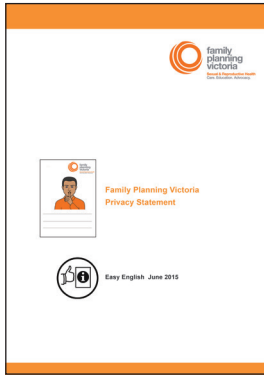 family
planning
victoria
Sexual & Reproductive Health
Care. Education. Advocacy.
Family Planning Victoria
Privacy Statement
Easy English June 2015